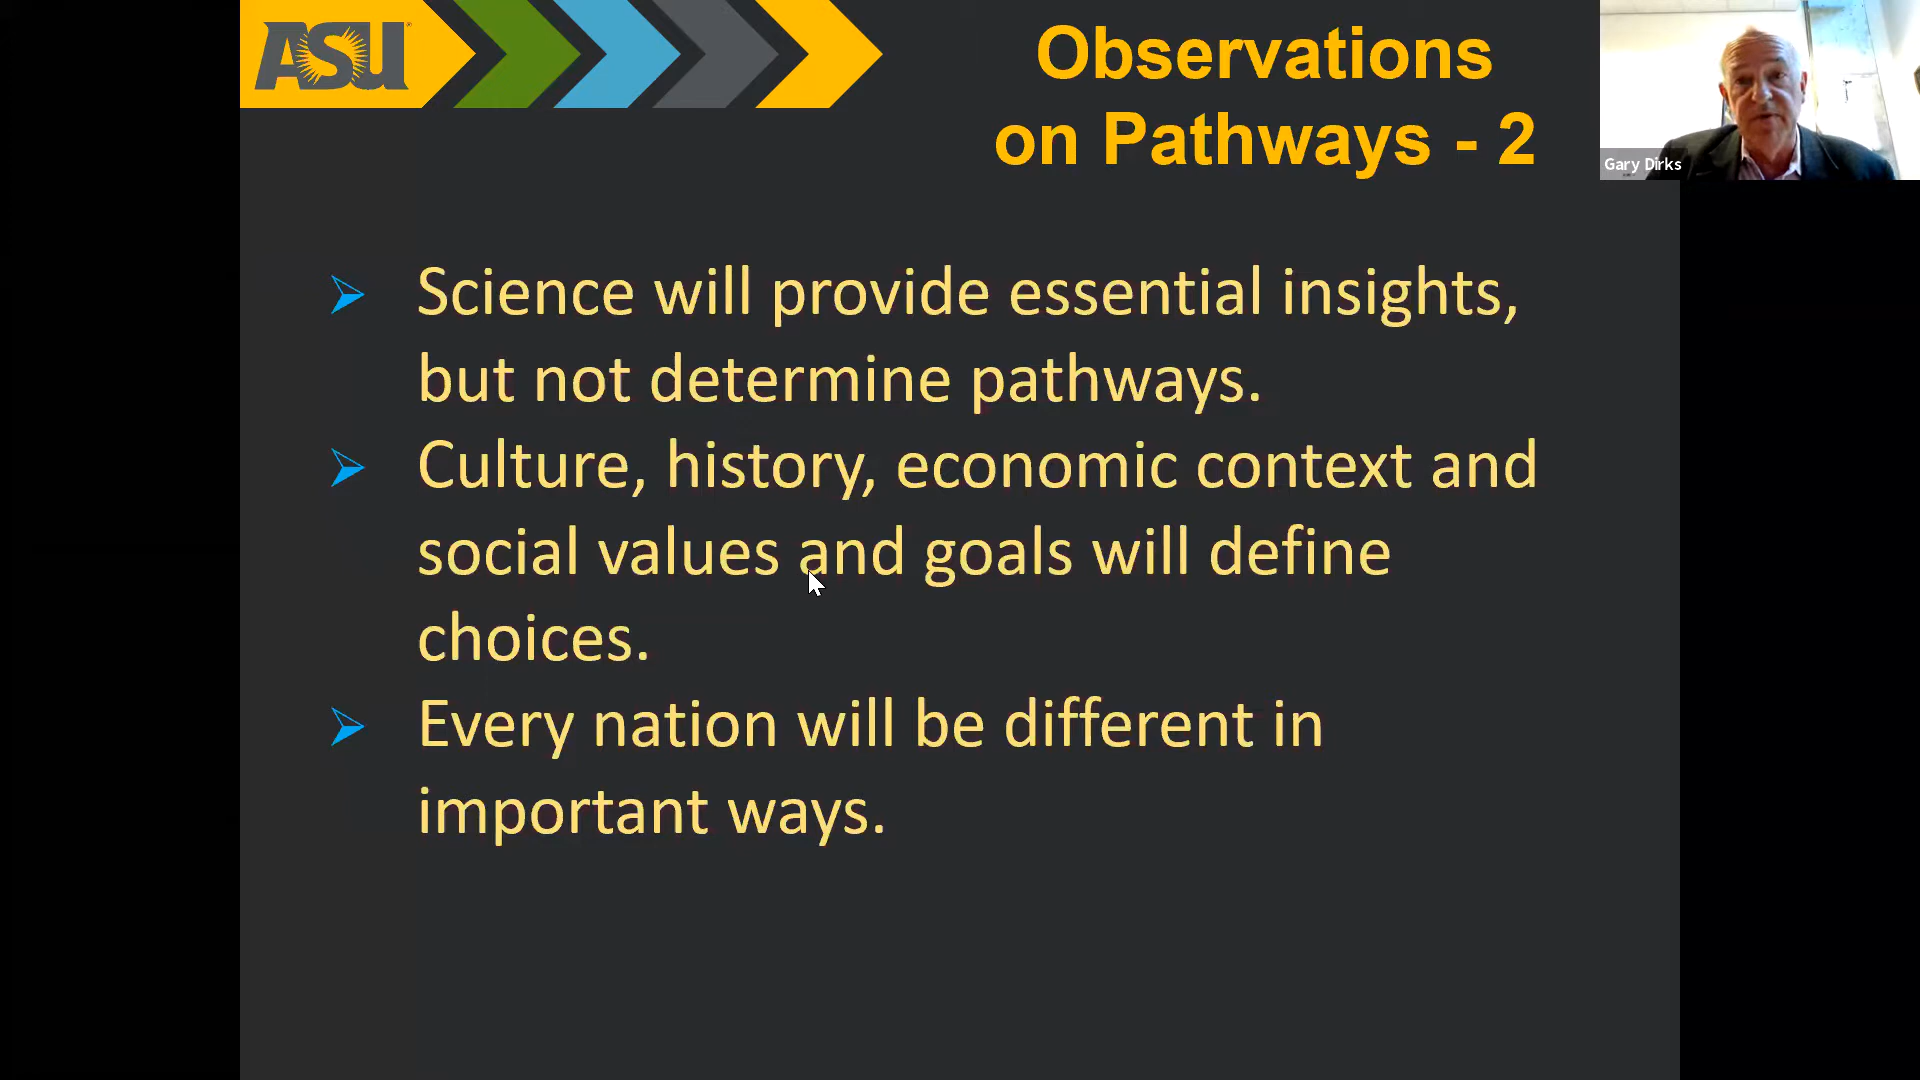 ASU
Observations
on Pathways - 2
Gary Dirks
Science will provide essential insights,
but not determine pathways.
Culture, history, economic context and
social values and goals will define
choices.
Every nation will be different in
important ways.